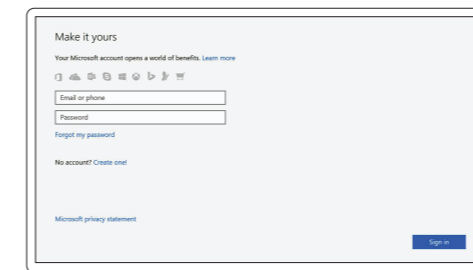 Make it yours
Your Microsoft account opens a world of benefits. Learn more
Email or phone
Password
Forgot my password
No account? Create one!
Microsoft privacy statement
Sign in